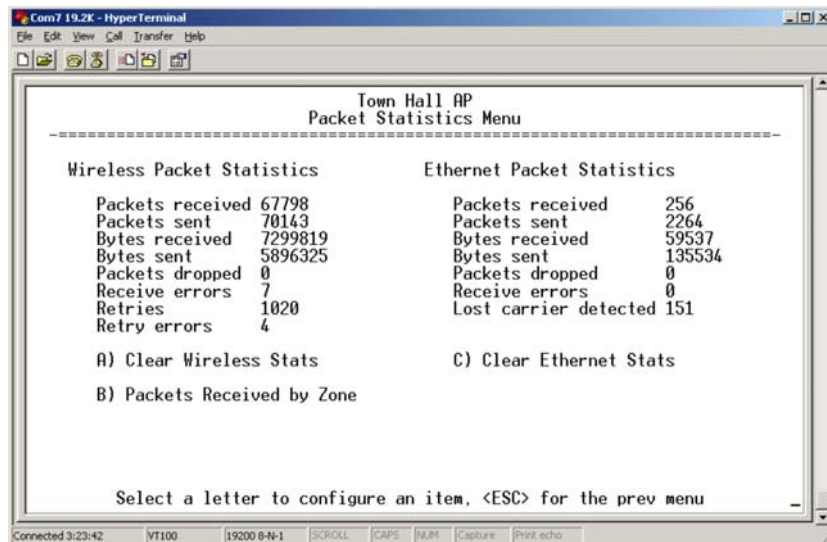 Com7 19.2K - HyperTerminal
File Edit View Call Transfer Help
Town Hall AP
Packet Statistics Menu
-==========================================================================-
Wireless Packet Statistics
Packets received 67798
Packets sent 70143
Bytes received 7299819
Bytes sent 5896325
Packets dropped 0
Receive errors 7
Retries 1020
Retry errors 4
A) Clear Wireless Stats
B) Packets Received by Zone
Ethernet Packet Statistics
Packets received 256
Packets sent 2264
Bytes received 59537
Bytes sent 135534
Packets dropped 0
Receive errors 0
Lost carrier detected 151
C) Clear Ethernet Stats
Select a letter to configure an item, <ESC> for the prev menu _
Connected 3:23:42 VT100 19200 8-N-1 SCROLL CAPS NUM Capture Print echo